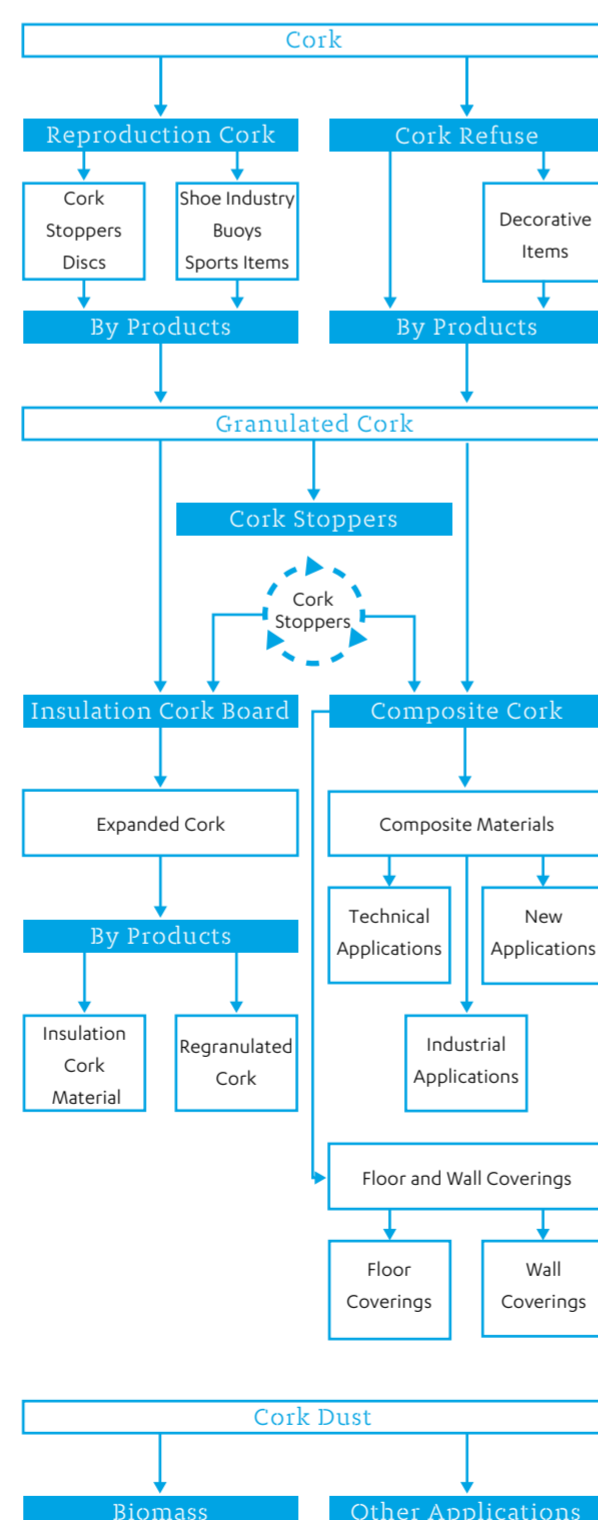 Cork
Reproduction Cork
Cork Refuse
Cork
Stoppers
Discs
Shoe Industry
Buoys
Sports Items
Decorative
Items
By Products
By Products
Granulated Cork
Cork Stoppers
Cork
Stoppers
Insulation Cork Board
Composite Cork
Expanded Cork
Composite Materials
Technical
Applications
New
Applications
By Products
Insulation
Cork
Material
Regranulated
Cork
Industrial
Applications
Floor and Wall Coverings
Floor
Coverings
Wall
Coverings
Cork Dust
Biomass
Other Applications